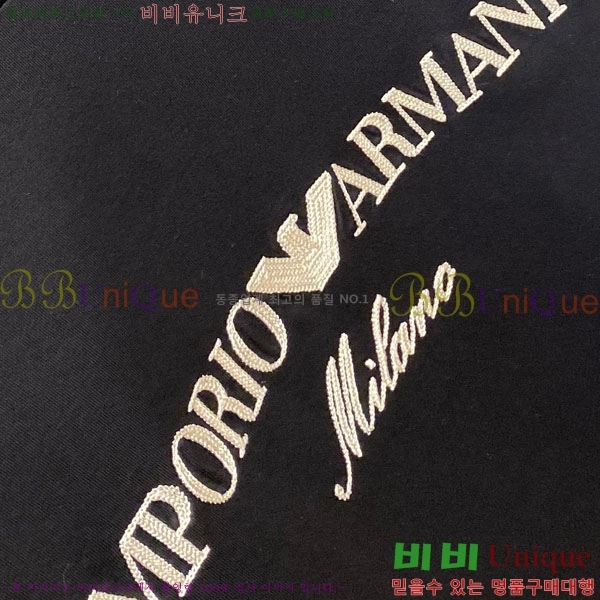 비비유니크
EMPORIO ARMANI
Milano
BBUnique
BBUnique
동종업계 최고의 품질 NO.1
비비 Unique
믿을수 있는 명품구매대행